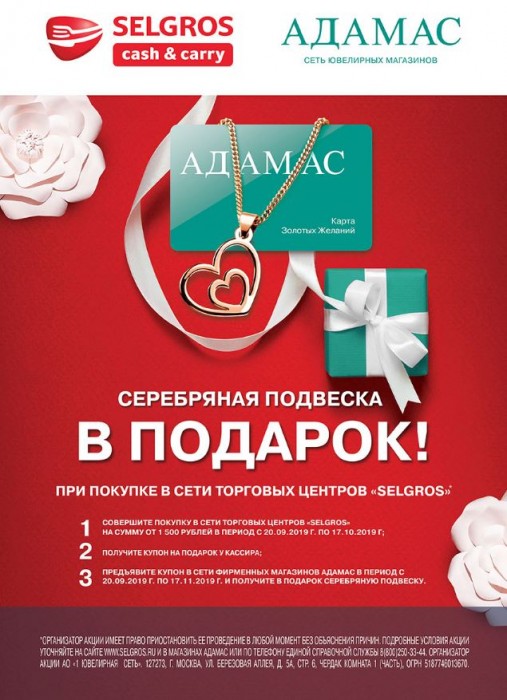 SELGROS
cash & carry
АДАМАС
СЕТЬ ЮВЕЛИРНЫХ МАГАЗИНОВ
АДАМАС
Карта
Золотых Желаний
СЕРЕБРЯНАЯ ПОДВЕСКА
В ПОДАРОК!
ПРИ ПОКУПКЕ В СЕТИ ТОРГОВЫХ ЦЕНТРОВ «SELGROS»*
1 СОВЕРШИТЕ ПОКУПКУ В СЕТИ ТОРГОВЫХ ЦЕНТРОВ «SELGROS»
НА СУММУ ОТ 1 500 РУБЛЕЙ В ПЕРИОД С 20.09.2019 Г. ПО 17.10.2019 Г;
2 ПОЛУЧИТЕ КУПОН НА ПОДАРОК У КАССИРА;
3 ПРЕДЪЯВИТЕ КУПОН В СЕТИ ФИРМЕННЫХ МАГАЗИНОВ АДАМАС В ПЕРИОД С
20.09.2019 Г. ПО 17.11.2019 Г. И ПОЛУЧИТЕ В ПОДАРОК СЕРЕБРЯНУЮ ПОДВЕСКУ.
*ОРГАНИЗАТОР АКЦИИ ИМЕЕТ ПРАВО ПРИОСТАНОВИТЬ ЕЕ ПРОВЕДЕНИЕ В ЛЮБОЙ МОМЕНТ БЕЗ ОБЪЯСНЕНИЯ ПРИЧИН. ПОДРОБНЫЕ УСЛОВИЯ АКЦИИ
УТОЧНЯЙТЕ НА САЙТЕ WWW.SELGROS.RU И В МАГАЗИНАХ АДАМАС ИЛИ ПО ТЕЛЕФОНУ ЕДИНОЙ СПРАВОЧНОЙ СЛУЖБЫ 8(800)250-33-44. ОРГАНИЗАТОР
АКЦИИ АО «1 ЮВЕЛИРНАЯ СЕТЬ». 127273, Г. МОСКВА, УЛ. БЕРЕЗОВАЯ АЛЛЕЯ, Д. 5А, СТР. 6, ЧЕРДАК КОМНАТА 1 (ЧАСТЬ), ОГРН 5187746013670.